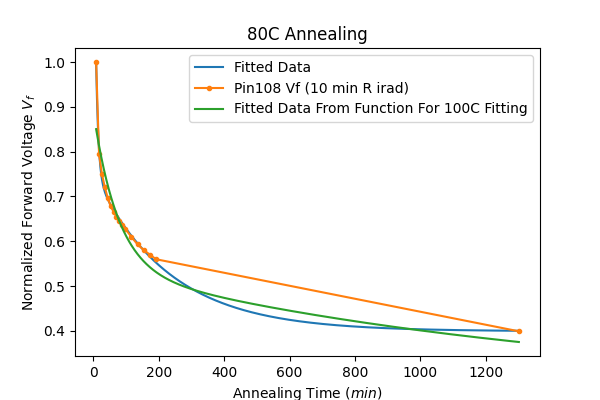 80C Annealing
Fitted Data
Pin108 Vf (10 min R irad)
Fitted Data From Function For 100C Fitting
Normalized Forward Voltage V_f
1.0
0.9
0.8
0.7
0.6
0.5
0.4
0 200 400 600 800 1000 1200
Annealing Time (min)